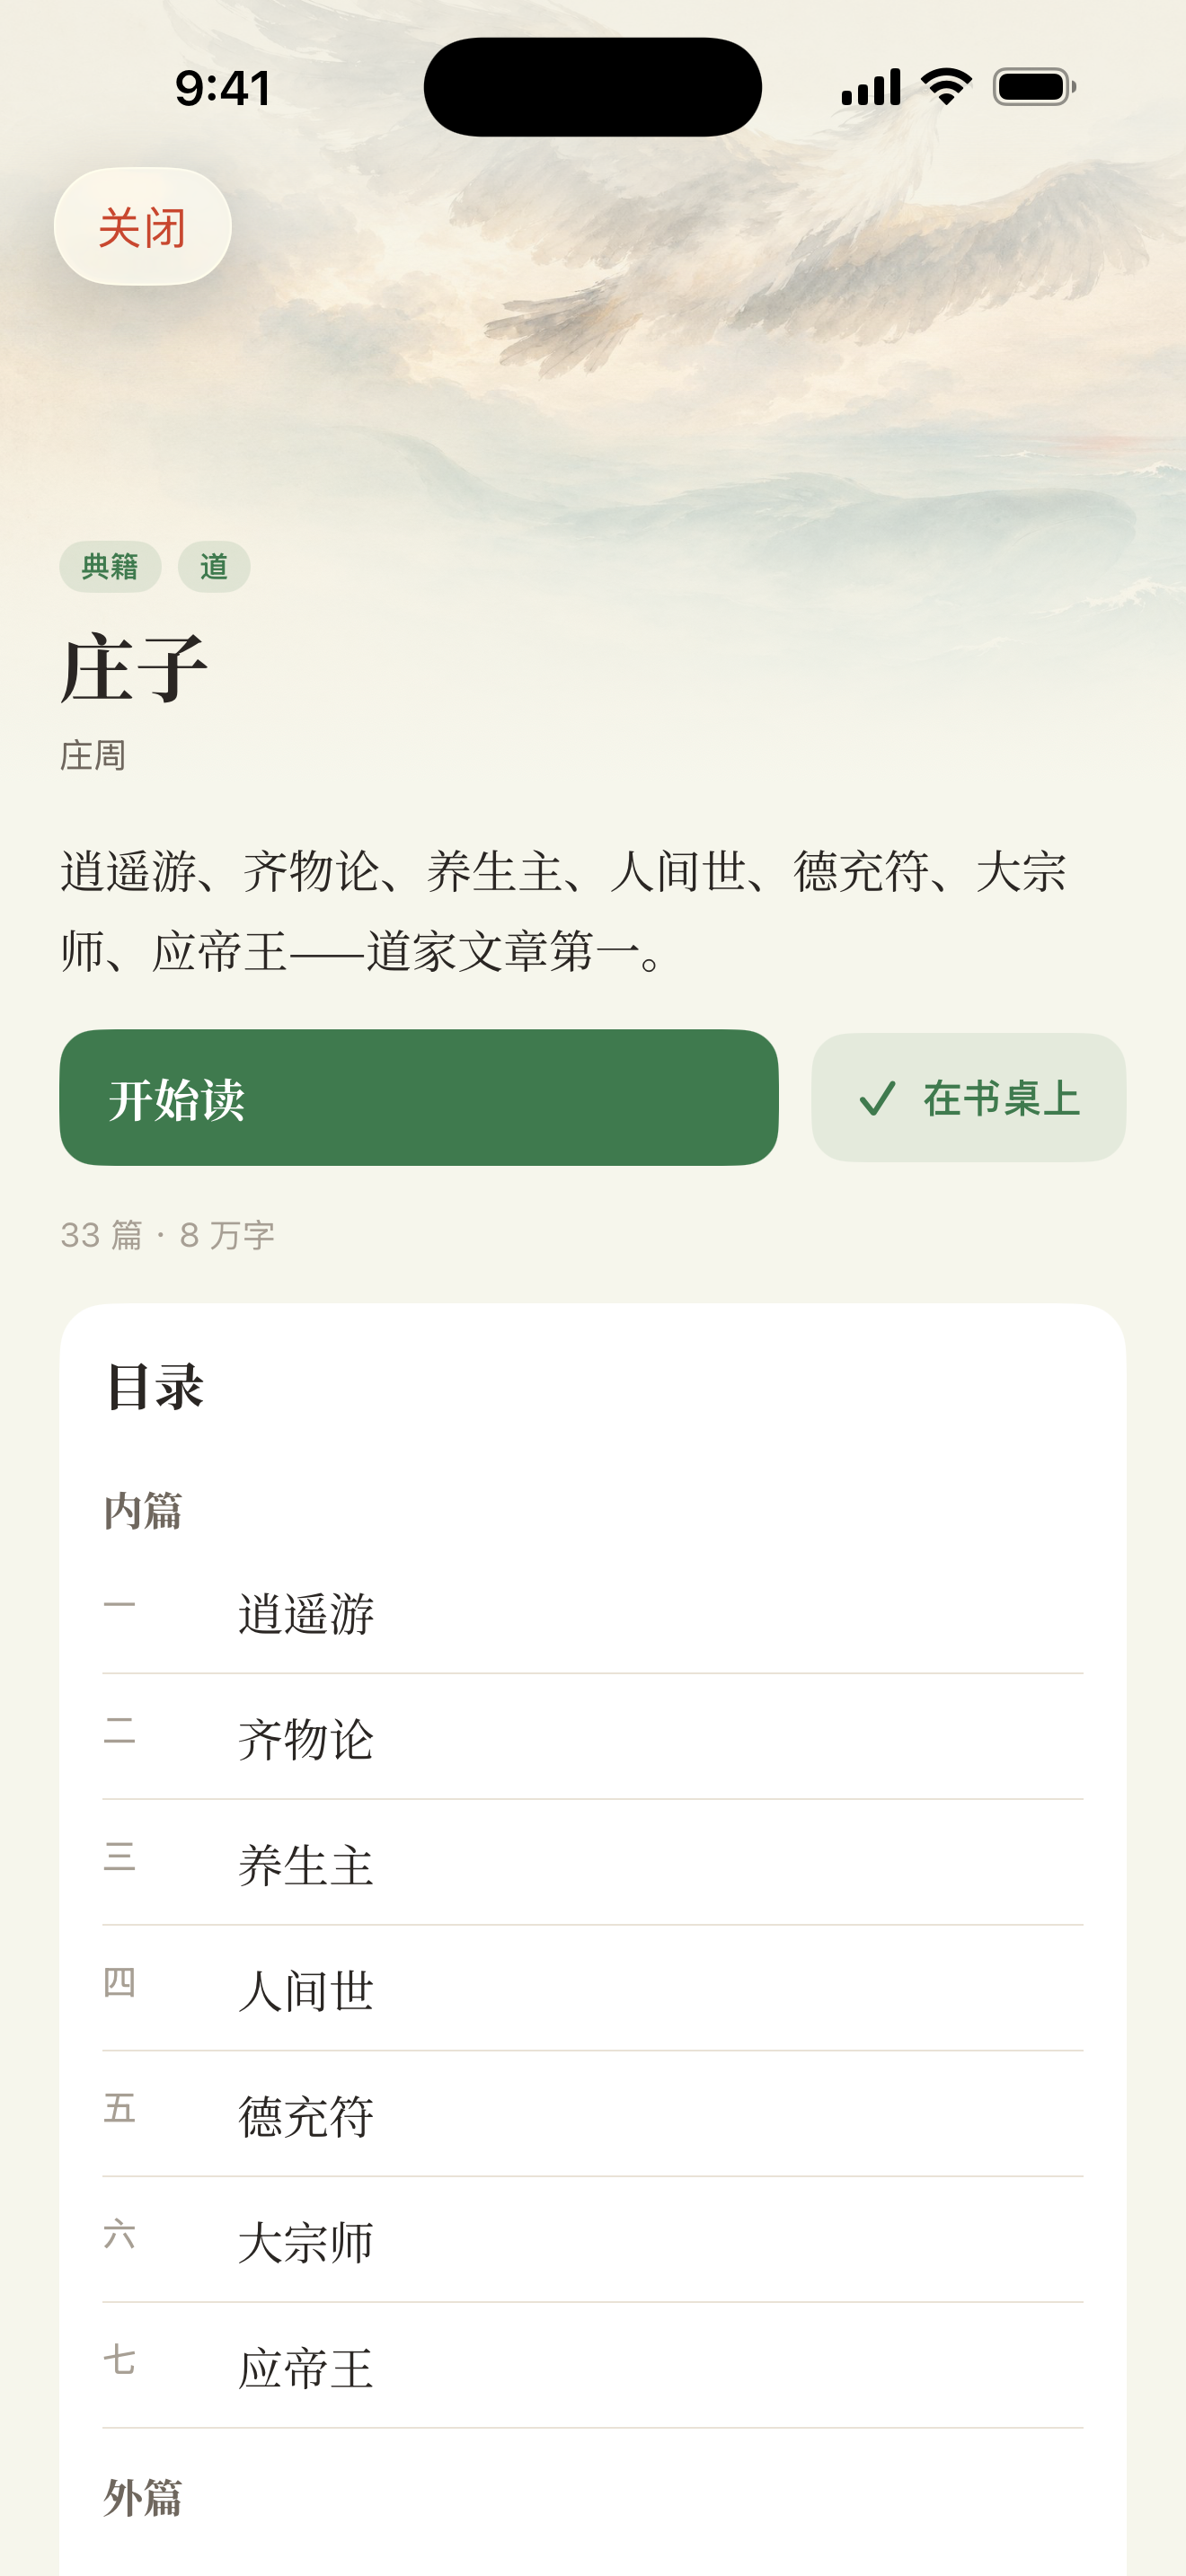 9:41
关闭
典籍 道
庄子
庄周
逍遥游、齐物论、养生主、人间世、德充符、大宗
师、应帝王——道家文章第一。
开始读
在书桌上
33 篇 · 8 万字
目录
内篇
一 逍遥游
二 齐物论
三 养生主
四 人间世
五 德充符
六 大宗师
七 应帝王
外篇